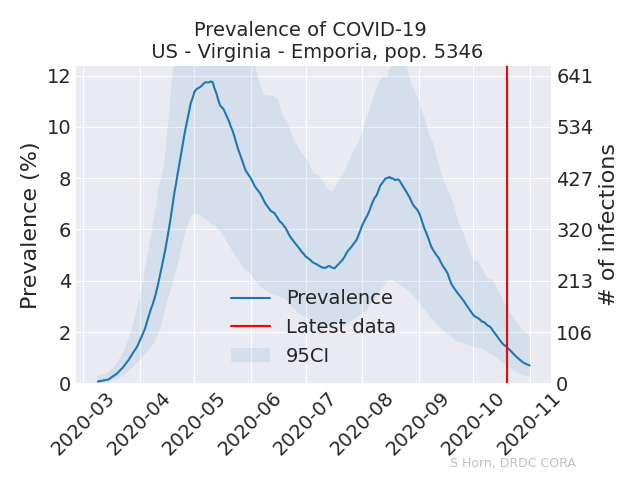 Prevalence of COVID-19
US - Virginia - Emporia, pop. 5346
12
10
8
6
4
2
0
Prevalence (%)
641
534
427
320
213
106
0
# of infections
Prevalence
Latest data
95CI
2020-03
2020-04
2020-05
2020-06
2020-07
2020-08
2020-09
2020-10
2020-11
S Horn, DRDC CORA